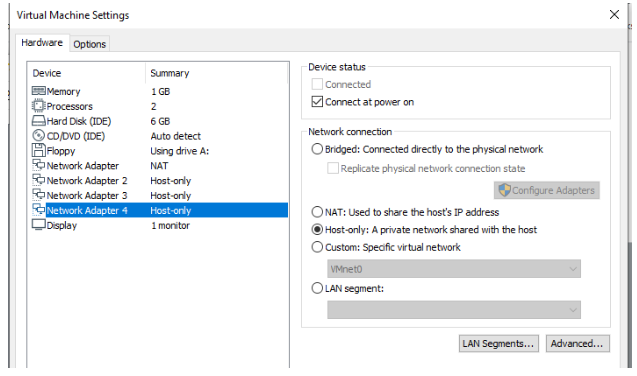 Virtual Machine Settings
Hardware Options
Device Summary
Memory 1 GB
Processors 2
Hard Disk (IDE) 6 GB
CD/DVD (IDE) Auto detect
Floppy Using drive A:
Network Adapter NAT
Network Adapter 2 Host-only
Network Adapter 3 Host-only
Network Adapter 4 Host-only
Display 1 monitor
Device status
Connected
Connect at power on
Network connection
Bridged: Connected directly to the physical network
Replicate physical network connection state
Configure Adapters
NAT: Used to share the host's IP address
Host-only: A private network shared with the host
Custom: Specific virtual network
VMnet0
LAN segment:
LAN Segments... Advanced...